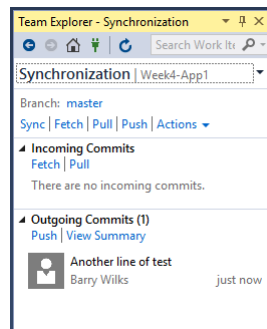 Team Explorer - Synchronization
Search Work Ite
Synchronization | Week4-App1
Branch: master
Sync | Fetch | Pull | Push | Actions
Incoming Commits
Fetch | Pull
There are no incoming commits.
Outgoing Commits (1)
Push | View Summary
Another line of test
Barry Wilks just now